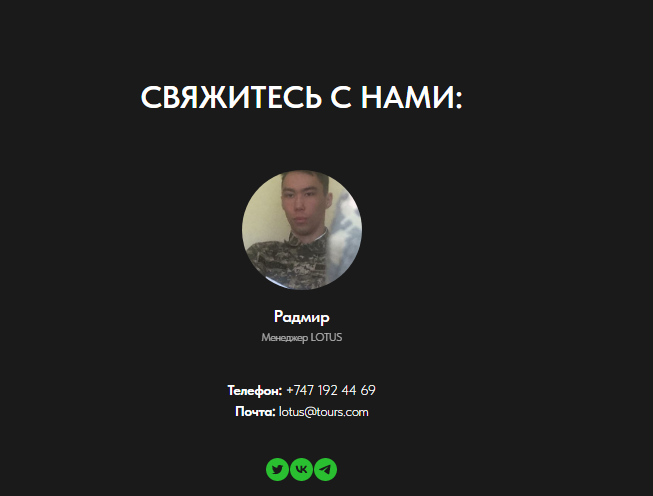 СВЯЖИТЕСЬ С НАМИ:
Радмир
Менеджер LOTUS
Телефон: +747 192 44 69
Почта: lotus@tours.com